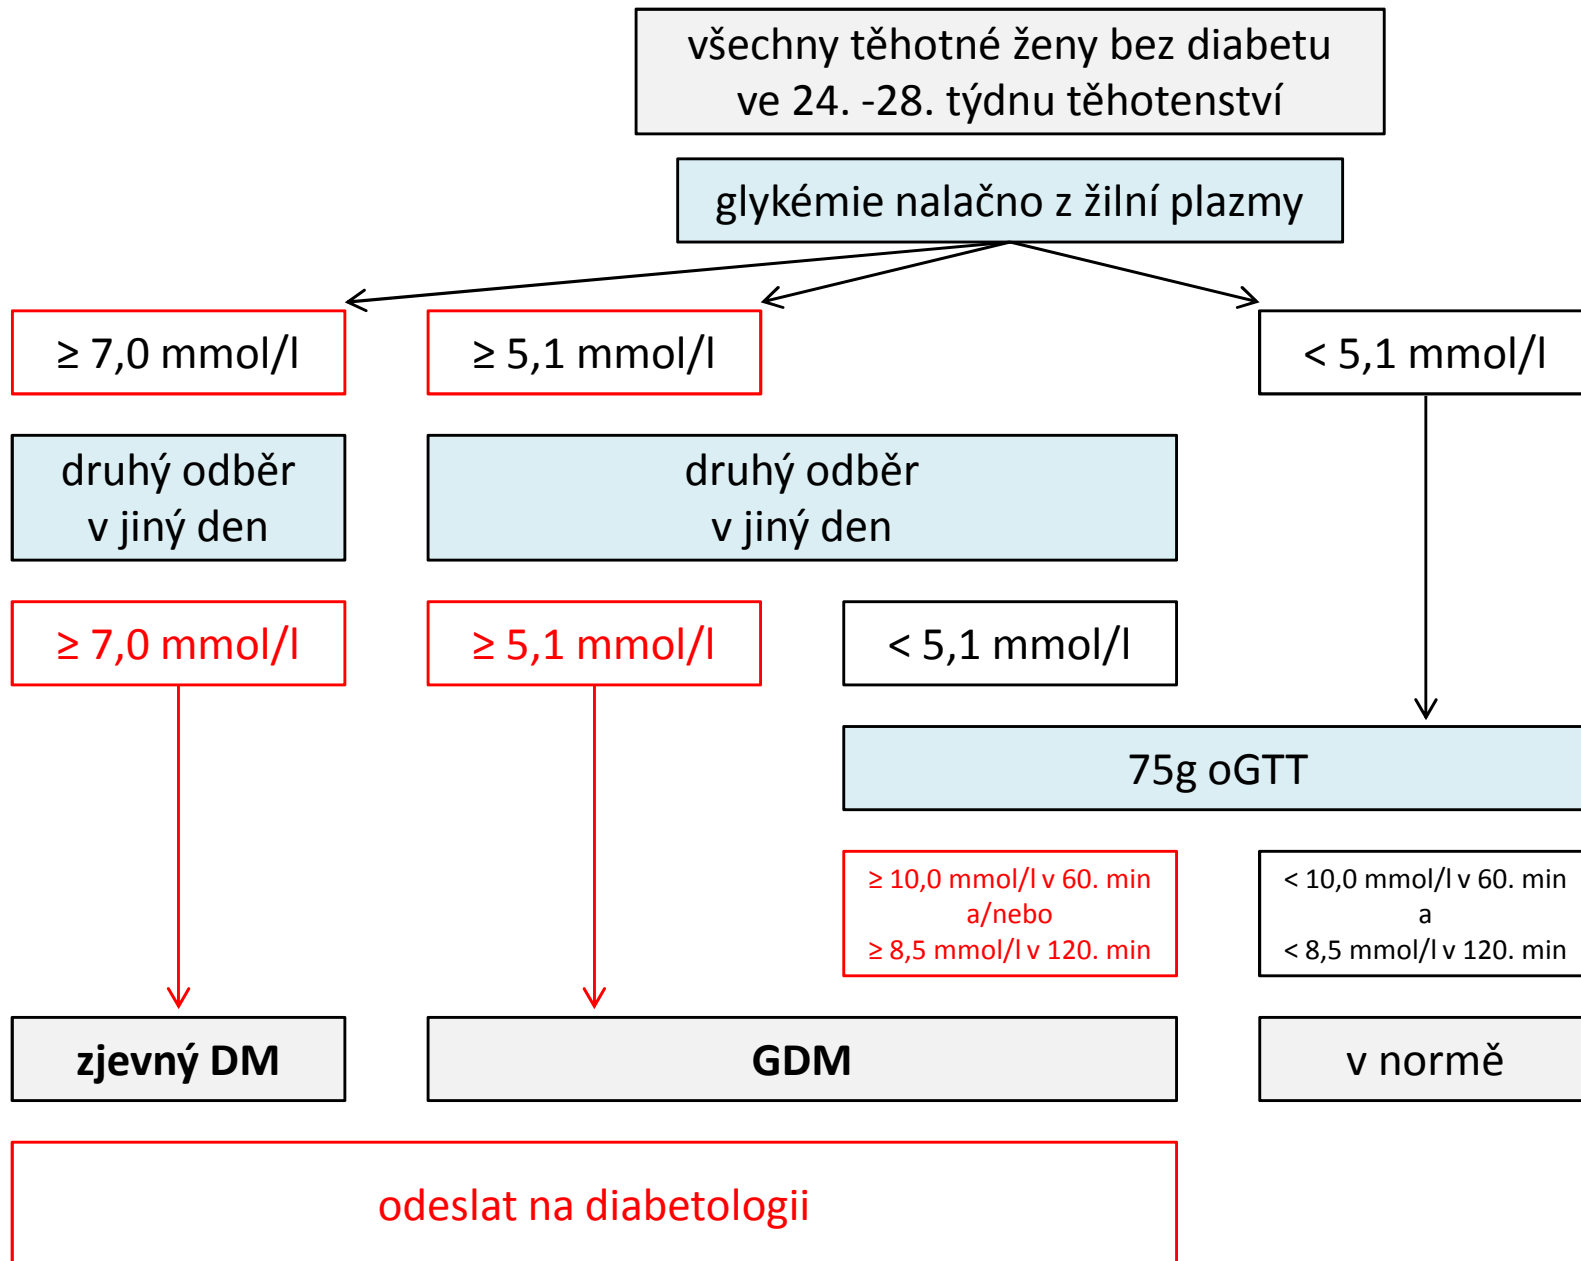 všechny těhotné ženy bez diabetu
ve 24. -28. týdnu těhotenství
glykémie nalačno z žilní plazmy
≥ 7,0 mmol/l
≥ 5,1 mmol/l
< 5,1 mmol/l
druhý odběr
v jiný den
druhý odběr
v jiný den
≥ 7,0 mmol/l
≥ 5,1 mmol/l
< 5,1 mmol/l
75g oGTT
≥ 10,0 mmol/l v 60. min
a/nebo
≥ 8,5 mmol/l v 120. min
< 10,0 mmol/l v 60. min
a
< 8,5 mmol/l v 120. min
zjevný DM
GDM
v normě
odeslat na diabetologii